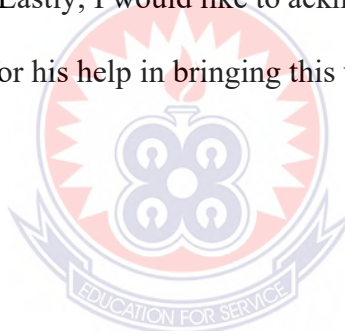 Lastly, I would like to
or his help in bringing this
EDUCATION FOR SERVICE